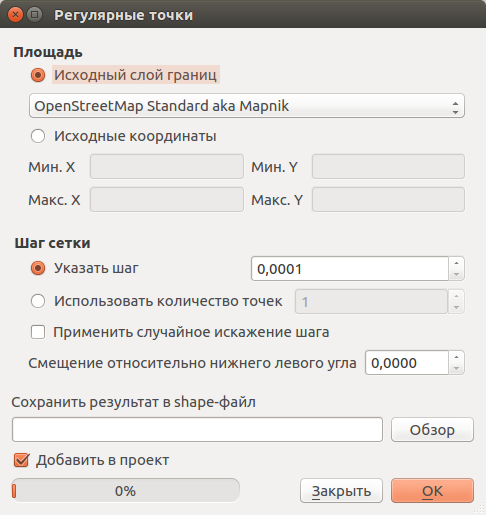 Регулярные точки
Площадь
Исходный слой границ
OpenStreetMap Standard aka Mapnik
Исходные координаты
Мин. X Мин. Y
Макс. X Макс. Y
Шаг сетки
Указать шаг 0,0001
Использовать количество точек 1
Применить случайное искажение шага
Смещение относительно нижнего левого угла 0,0000
Сохранить результат в shape-файл
Обзор
Добавить в проект
0% Закрыть OK